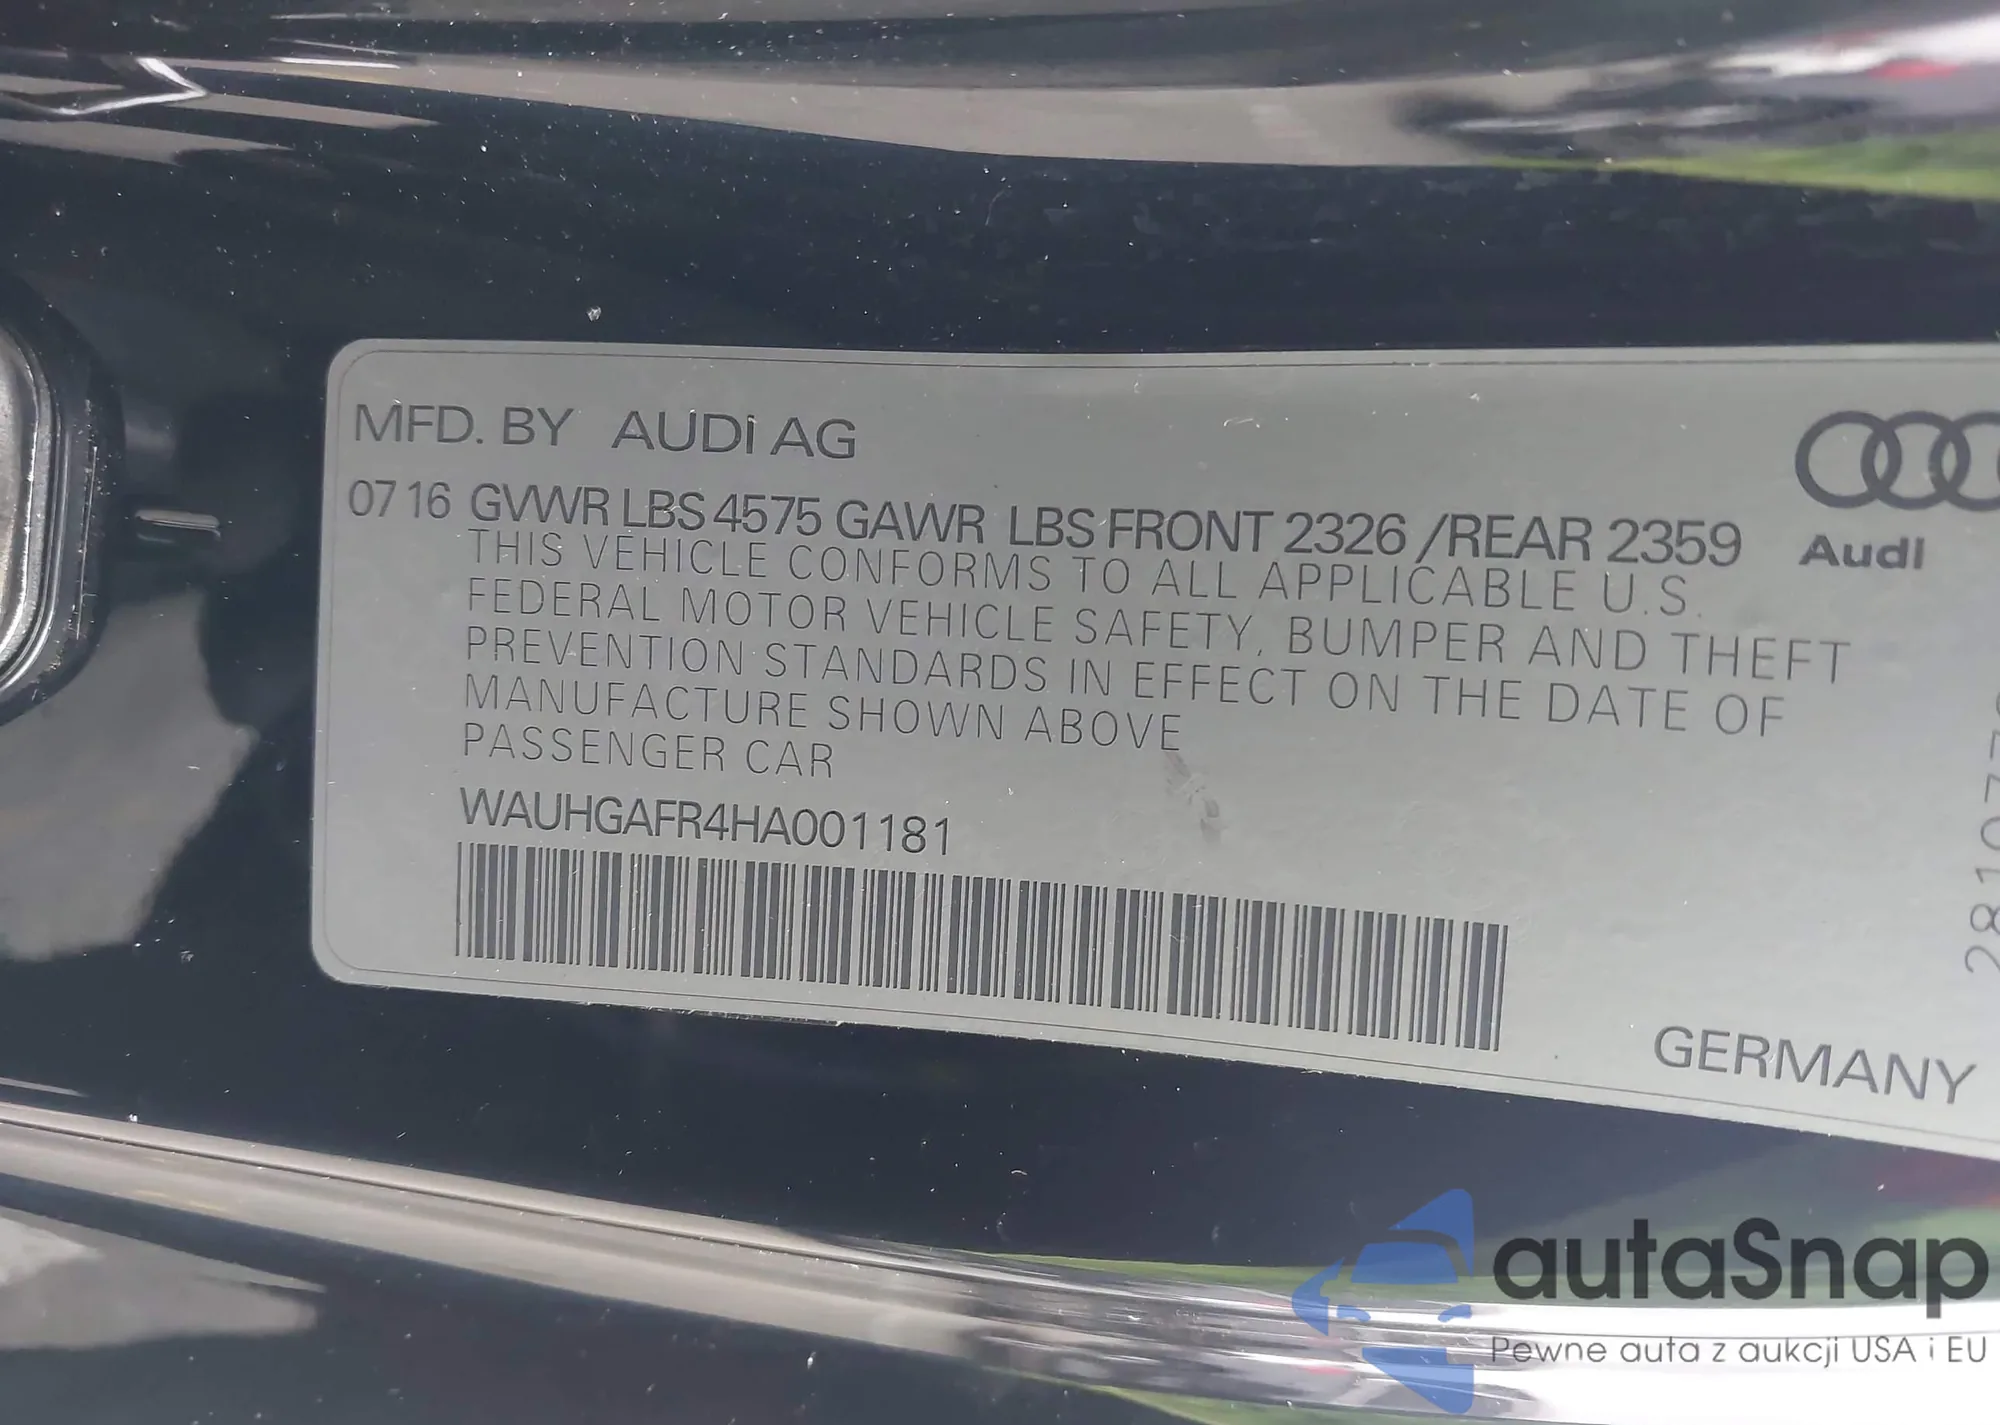 MFD. BY AUDI AG
07 16 GVWR LBS 4575 GAWR LBS FRONT 2326 /REAR 2359
THIS VEHICLE CONFORMS TO ALL APPLICABLE U.S.
FEDERAL MOTOR VEHICLE SAFETY, BUMPER AND THEFT
PREVENTION STANDARDS IN EFFECT ON THE DATE OF
MANUFACTURE SHOWN ABOVE
PASSENGER CAR
WAUHGAFR4HA001181
Audi
GERMANY
autaSnap
Pewne auta z aukcji USA i EU